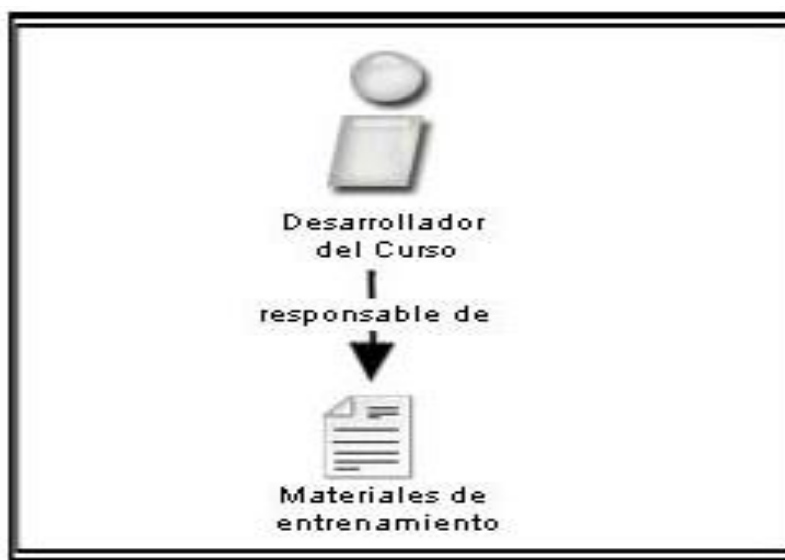 Desarrollador
del Curso
responsable de
Materiales de
entrenamiento